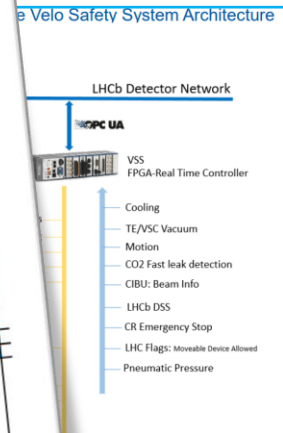 e Velo Safety System Architecture
LHCb Detector Network
OPC UA
VSS
FPGA-Real Time Controller
Cooling
TE/VSC Vacuum
Motion
CO2 Fast leak detection
CIBU: Beam Info
LHCb DSS
CR Emergency Stop
LHC Flags: Moveable Device Allowed
Pneumatic Pressure